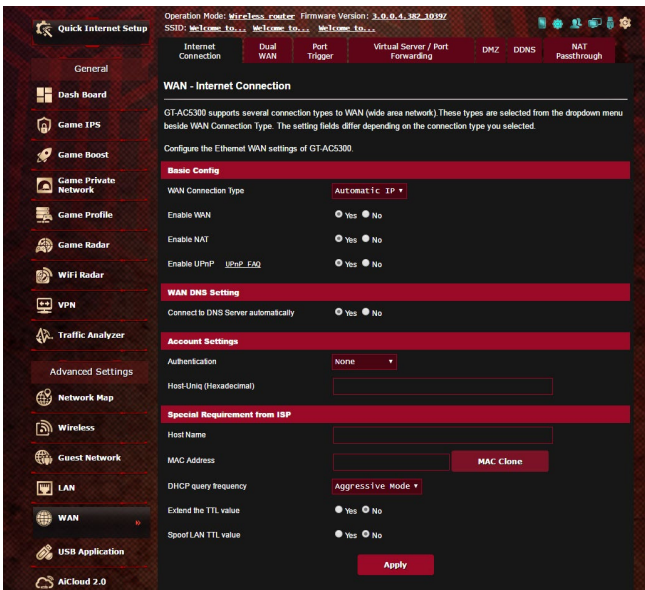 Quick Internet Setup
Operation Mode: Wireless router Firmware Version: 3.0.0.4.382_10397
SSID: Welcome to... Welcome to... Welcome to...
Internet Connection
Dual WAN
Port Trigger
Virtual Server / Port Forwarding
DMZ
DDNS
NAT Passthrough
General
Dash Board
Game IPS
Game Boost
Game Private Network
Game Profile
Game Radar
WiFi Radar
VPN
Traffic Analyzer
Advanced Settings
Network Map
Wireless
Guest Network
LAN
WAN
USB Application
AiCloud 2.0
WAN - Internet Connection
GT-AC5300 supports several connection types to WAN (wide area network).These types are selected from the dropdown menu
beside WAN Connection Type. The setting fields differ depending on the connection type you selected.
Configure the Ethernet WAN settings of GT-AC5300.
Basic Config
WAN Connection Type Automatic IP
Enable WAN Yes No
Enable NAT Yes No
Enable UPnP UPnP FAQ Yes No
WAN DNS Setting
Connect to DNS Server automatically Yes No
Account Settings
Authentication None
Host-Uniq (Hexadecimal)
Special Requirement from ISP
Host Name
MAC Address MAC Clone
DHCP query frequency Aggressive Mode
Extend the TTL value Yes No
Spoof LAN TTL value Yes No
Apply